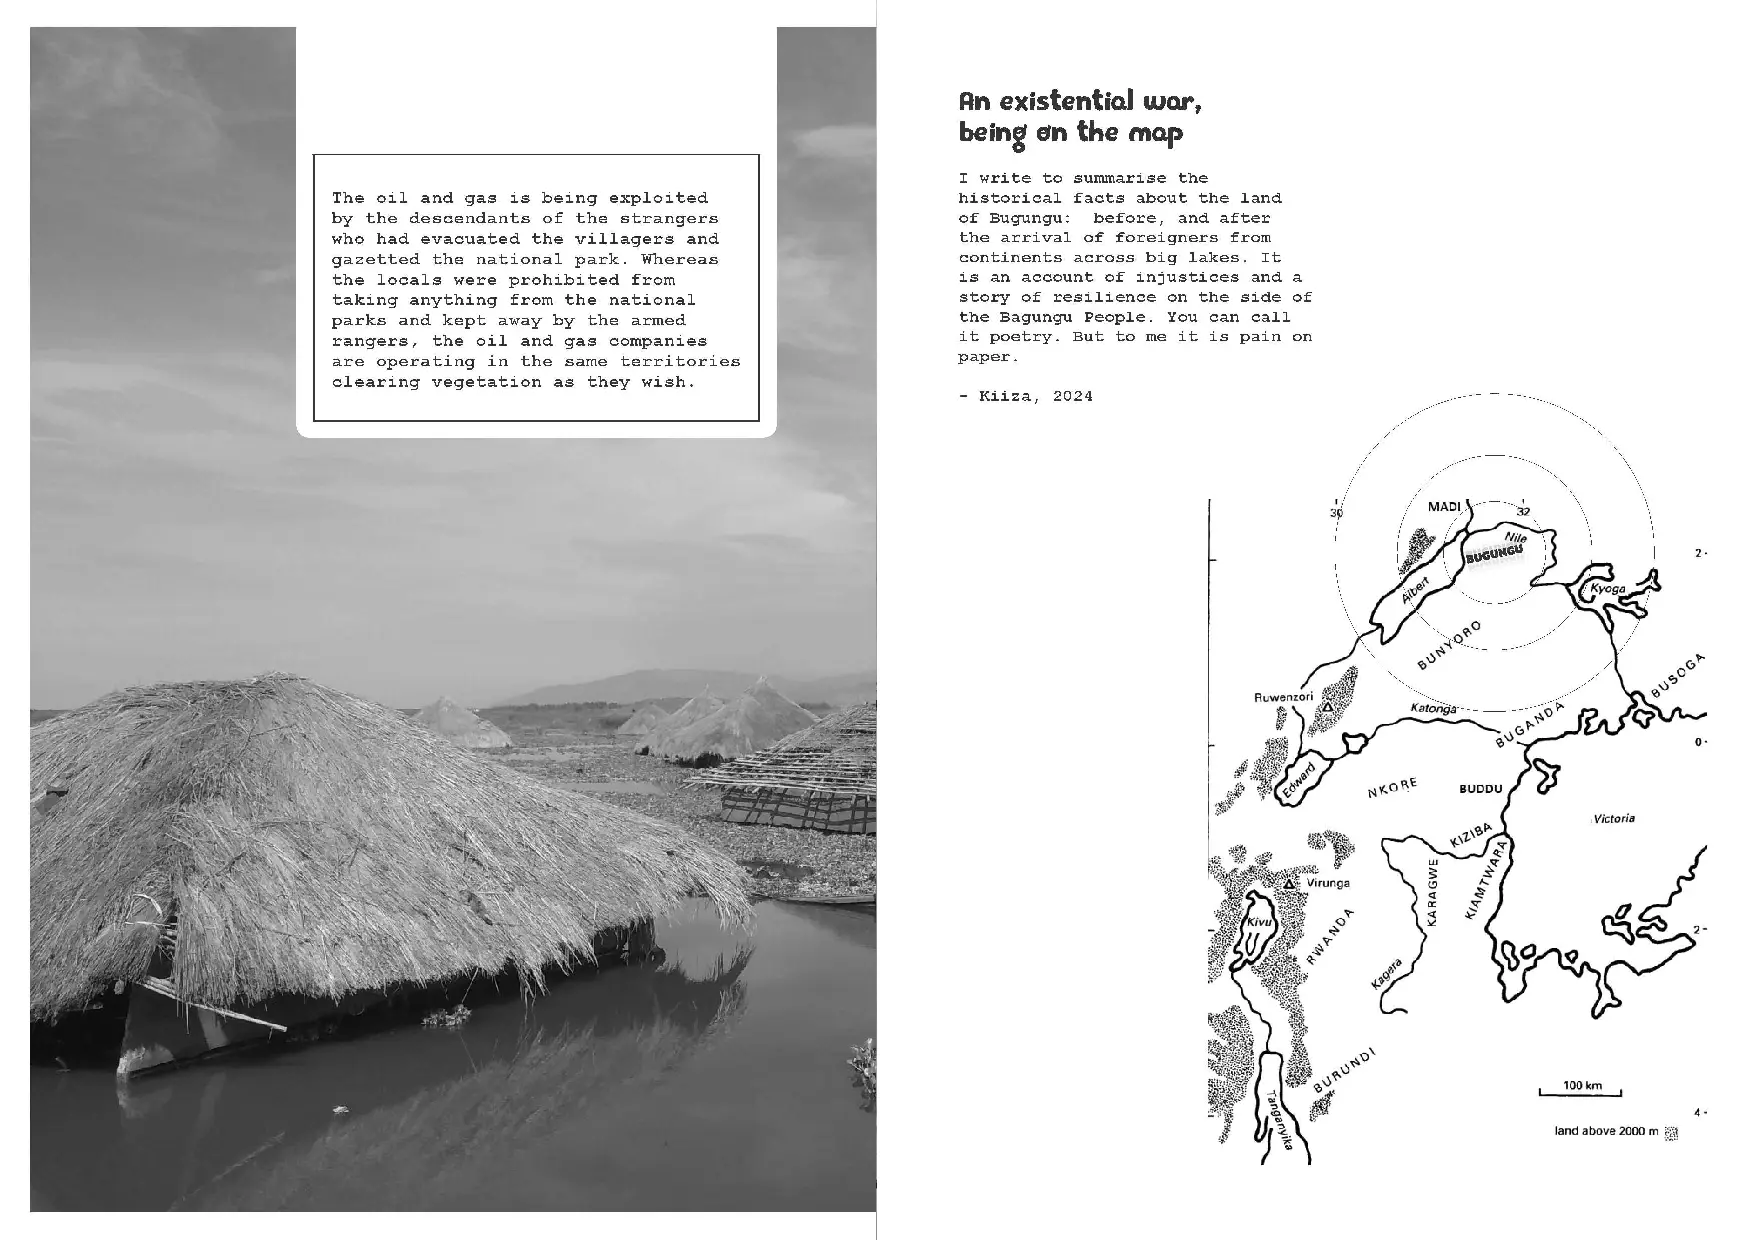 The oil and gas is being exploited
by the descendants of the strangers
who had evacuated the villagers and
gazetted the national park. Whereas
the locals were prohibited from
taking anything from the national
parks and kept away by the armed
rangers, the oil and gas companies
are operating in the same territories
clearing vegetation as they wish.
An existential war,
being on the map
I write to summarise the
historical facts about the land
of Bugungu:  before, and after
the arrival of foreigners from
continents across big lakes. It
is an account of injustices and a
story of resilience on the side of
the Bagungu People. You can call
it poetry. But to me it is pain on
paper.
- Kiiza, 2024
MADI
30
32
Nile
BUGUNGU
2
Albert
Kyoga
BUNYORO
BUSOGA
Ruwenzori
Katonga
BUGANDA
0
Edward
NKORE
BUDDU
Victoria
KIZIBA
Virunga
KARAGWE
KIAMTWARA
Kivu
RWANDA
2
Kagera
BURUNDI
100 km
Tanganyika
4
land above 2000 m